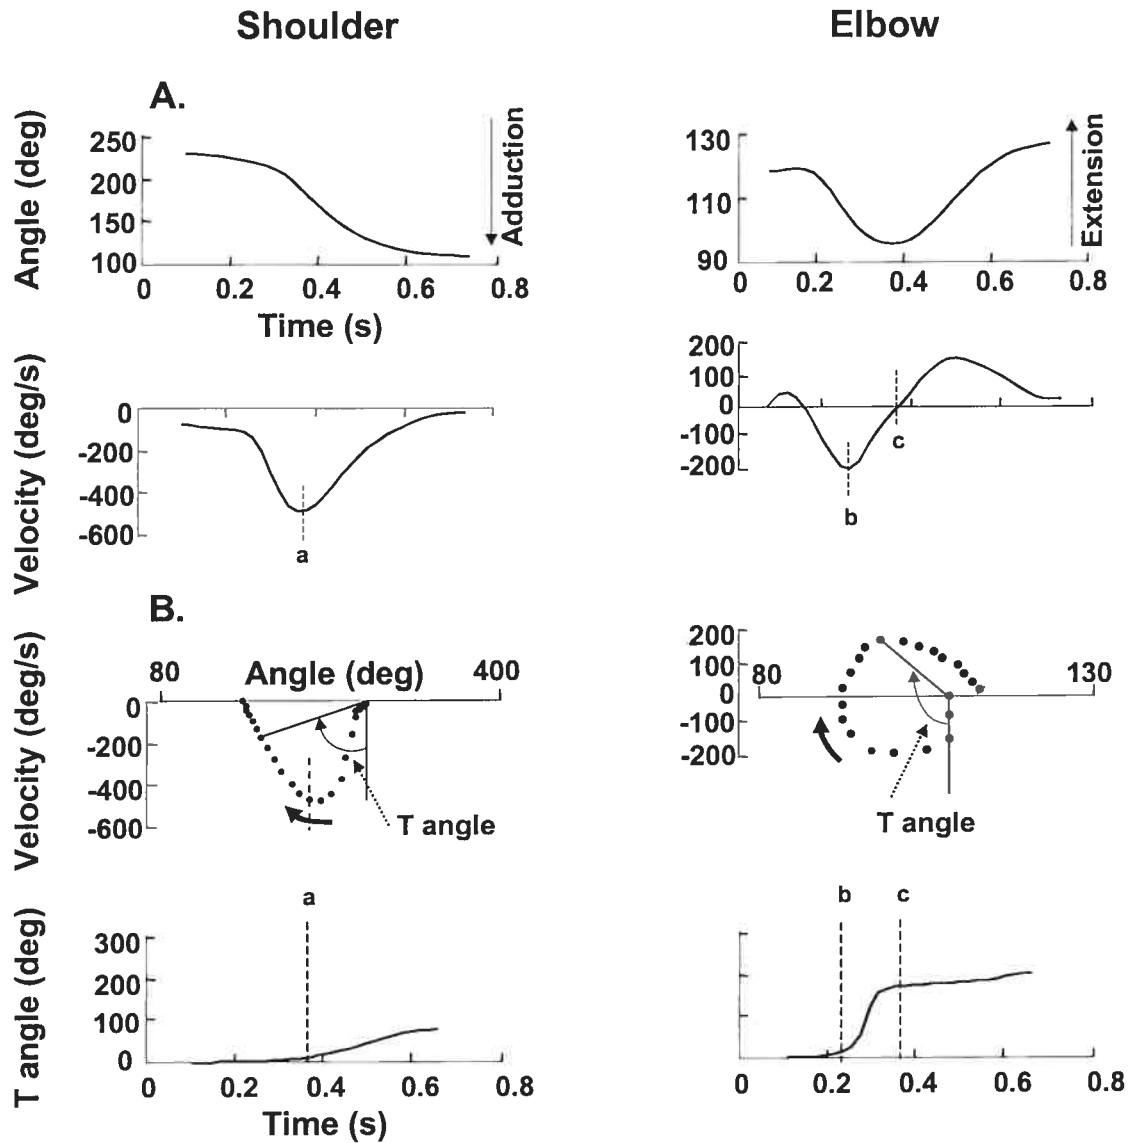 Shoulder
Elbow
A.
Angle (deg)
250
200
150
100
0
0.2
0.4
0.6
0.8
Time (s)
Adduction
130
110
90
0
0.2
0.4
0.6
0.8
Extension
Velocity (deg/s)
0
-200
-400
-600
a
200
100
0
-100
-200
b
c
B.
Velocity (deg/s)
80
Angle (deg)
400
0
-200
-400
-600
T angle
200
100
0
-100
-200
80
130
T angle
T angle (deg)
300
200
100
0
a
0
0.2
0.4
0.6
0.8
Time (s)
b
c
0
0.2
0.4
0.6
0.8